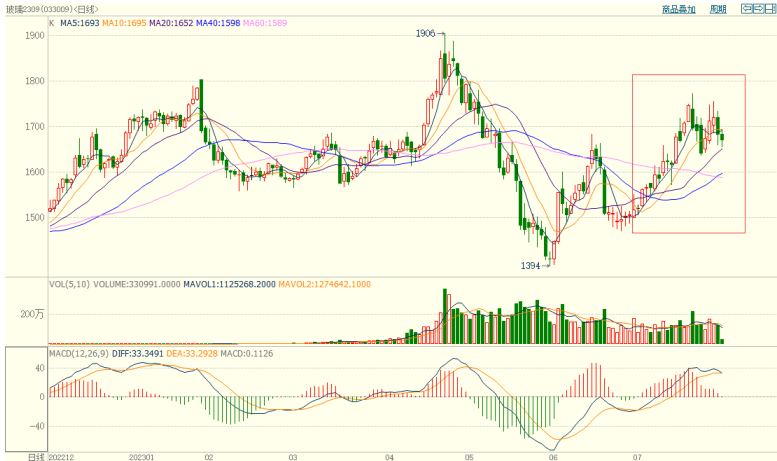 玻璃2309(033009)<日线> 商品叠加 周期
K MA5:1693 MA10:1695 MA20:1652 MA40:1598 MA60:1589
1906
1900
1800
1700
1600
1500
1394
VOL(5,10) VOLUME:330991.0000 MAVOL1:1125268.2000 MAVOL2:1274642.1000
200万
MACD(12,26,9) DIFF:33.3491 DEA:33.2928 MACD:0.1126
40
0
-40
日线 202212 202301 02 03 04 05 06 07